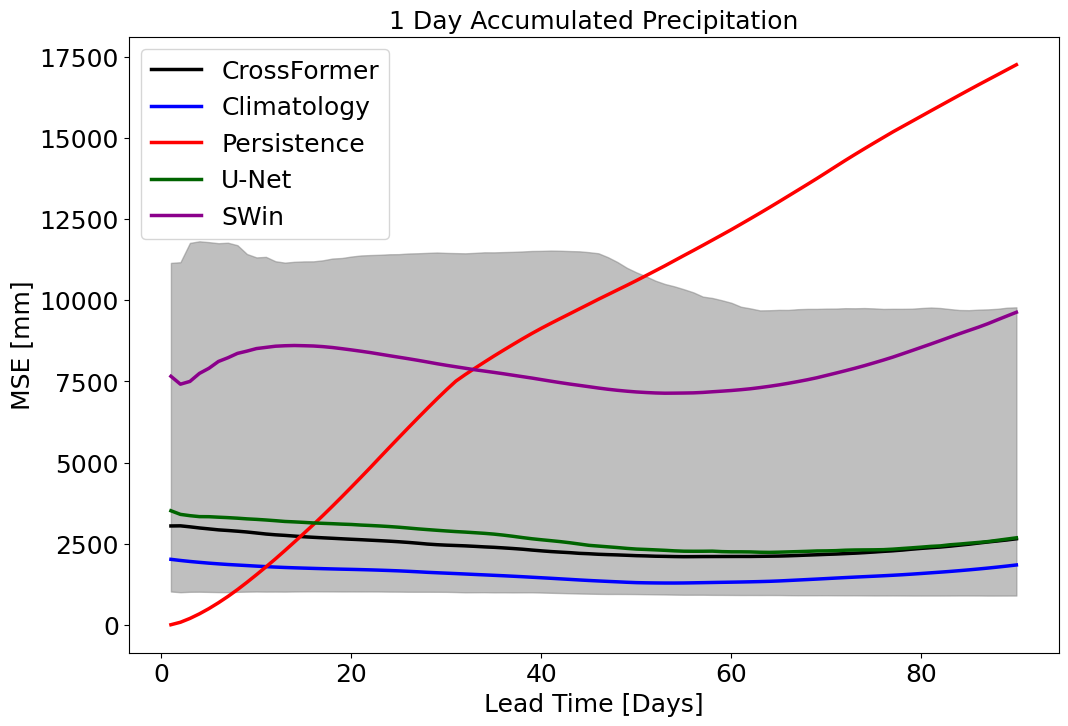 1 Day Accumulated Precipitation
CrossFormer
Climatology
Persistence
U-Net
SWin
MSE [mm]
17500
15000
12500
10000
7500
5000
2500
0
0 20 40 60 80
Lead Time [Days]